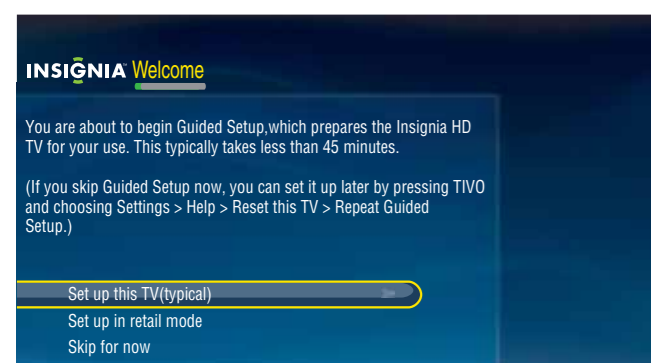 INSIGNIA Welcome
You are about to begin Guided Setup,which prepares the Insignia HD
TV for your use. This typically takes less than 45 minutes.
(If you skip Guided Setup now, you can set it up later by pressing TIVO
and choosing Settings > Help > Reset this TV > Repeat Guided
Setup.)
Set up this TV(typical)
Set up in retail mode
Skip for now